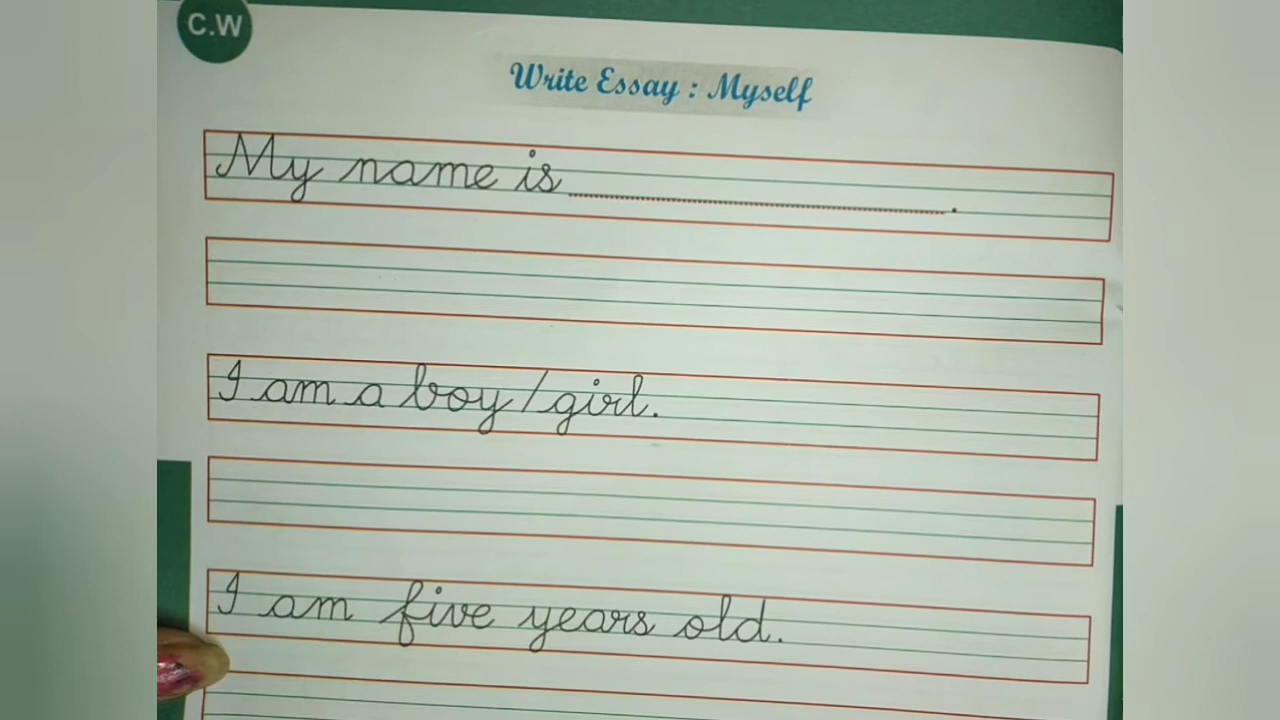 C.W
Write Essay : Myself
My name is ....................................................... .
I am a boy/girl.
I am five years old.